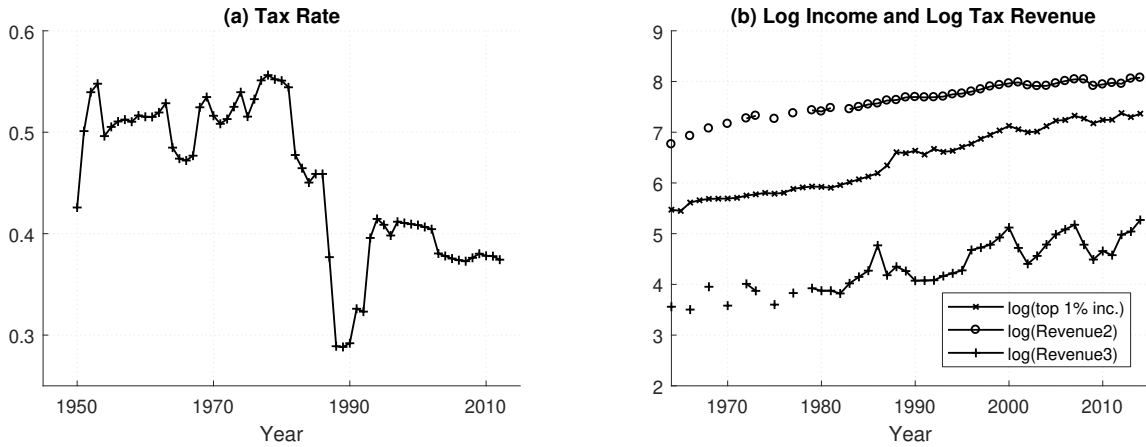 (a) Tax Rate
0.6
0.5
0.4
0.3
1950 1970 1990 2010
Year
(b) Log Income and Log Tax Revenue
9
8
7
6
5
4
3
2
log(top 1% inc.)
log(Revenue2)
log(Revenue3)
1970 1980 1990 2000 2010
Year